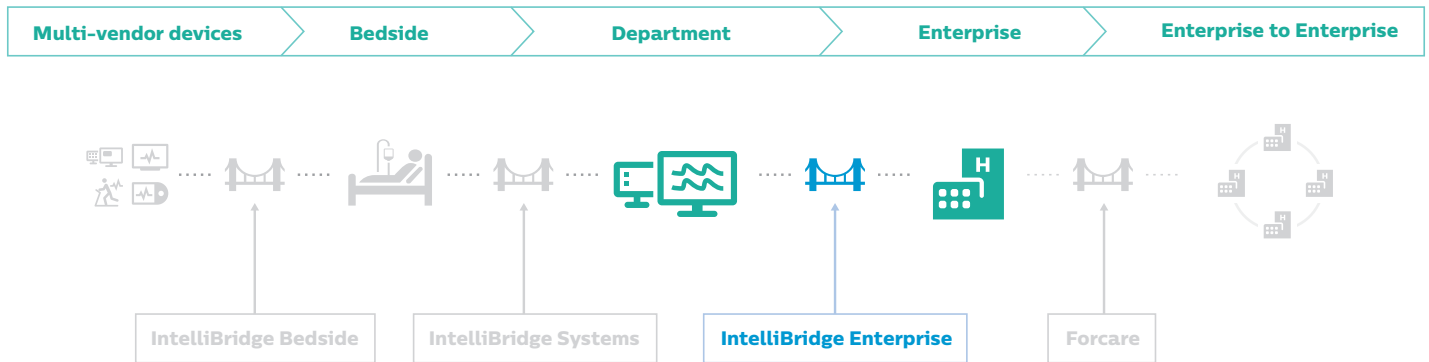 Multi-vendor devices
Bedside
Department
Enterprise
Enterprise to Enterprise
H
H
H
H
H
IntelliBridge Bedside
IntelliBridge Systems
IntelliBridge Enterprise
Forcare